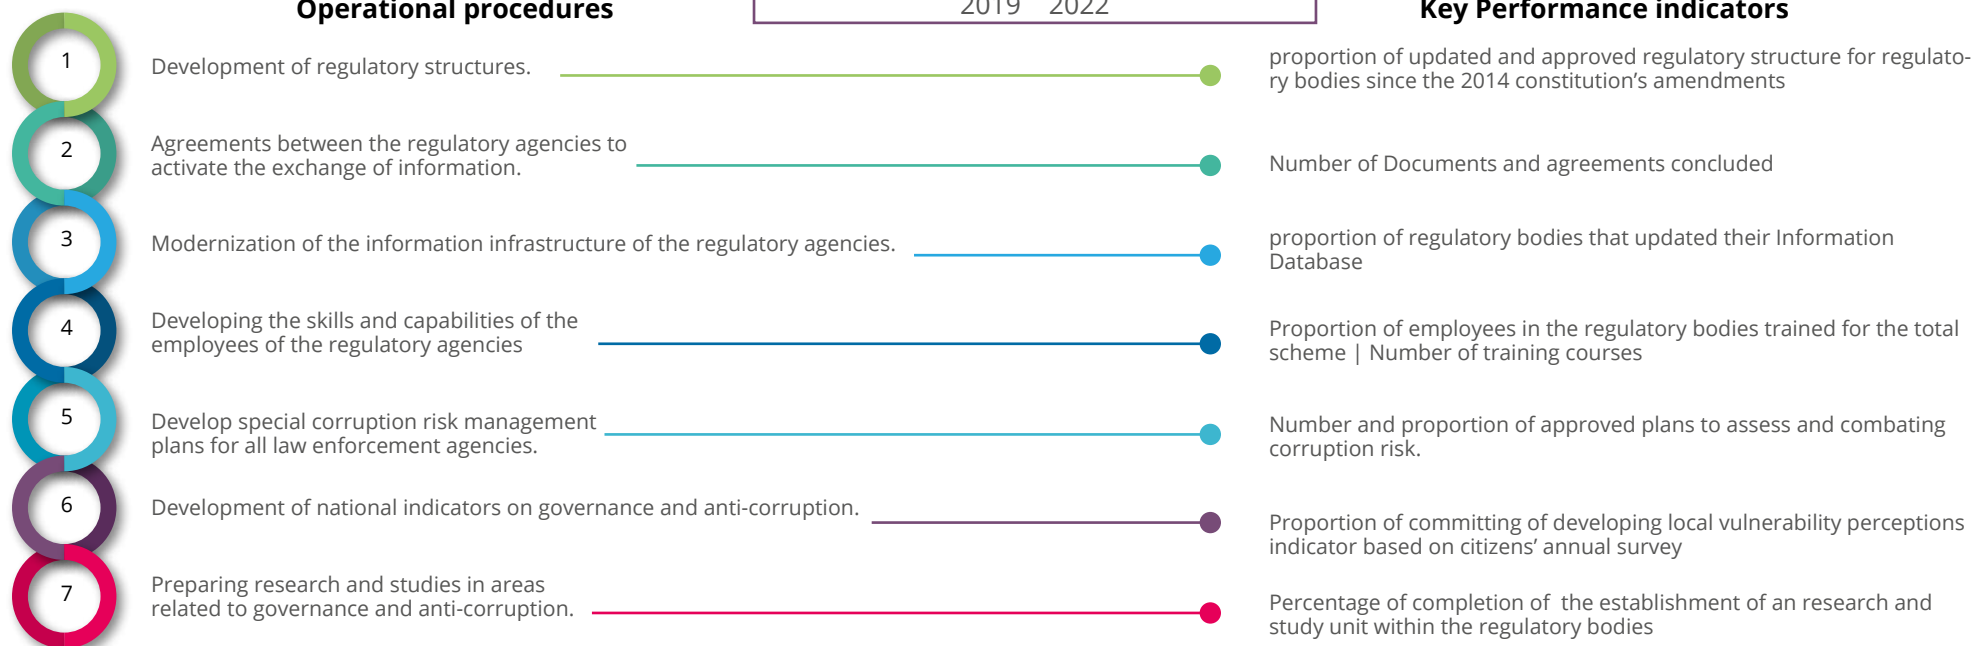 Operational procedures
2019 2022
Key Performance indicators
1
Development of regulatory structures.
proportion of updated and approved regulatory structure for regulato-
ry bodies since the 2014 constitution’s amendments
2
Agreements between the regulatory agencies to
activate the exchange of information.
Number of Documents and agreements concluded
3
Modernization of the information infrastructure of the regulatory agencies.
proportion of regulatory bodies that updated their Information
Database
4
Developing the skills and capabilities of the
employees of the regulatory agencies
Proportion of employees in the regulatory bodies trained for the total
scheme | Number of training courses
5
Develop special corruption risk management
plans for all law enforcement agencies.
Number and proportion of approved plans to assess and combating
corruption risk.
6
Development of national indicators on governance and anti-corruption.
Proportion of committing of developing local vulnerability perceptions
indicator based on citizens’ annual survey
7
Preparing research and studies in areas
related to governance and anti-corruption.
Percentage of completion of  the establishment of an research and
study unit within the regulatory bodies